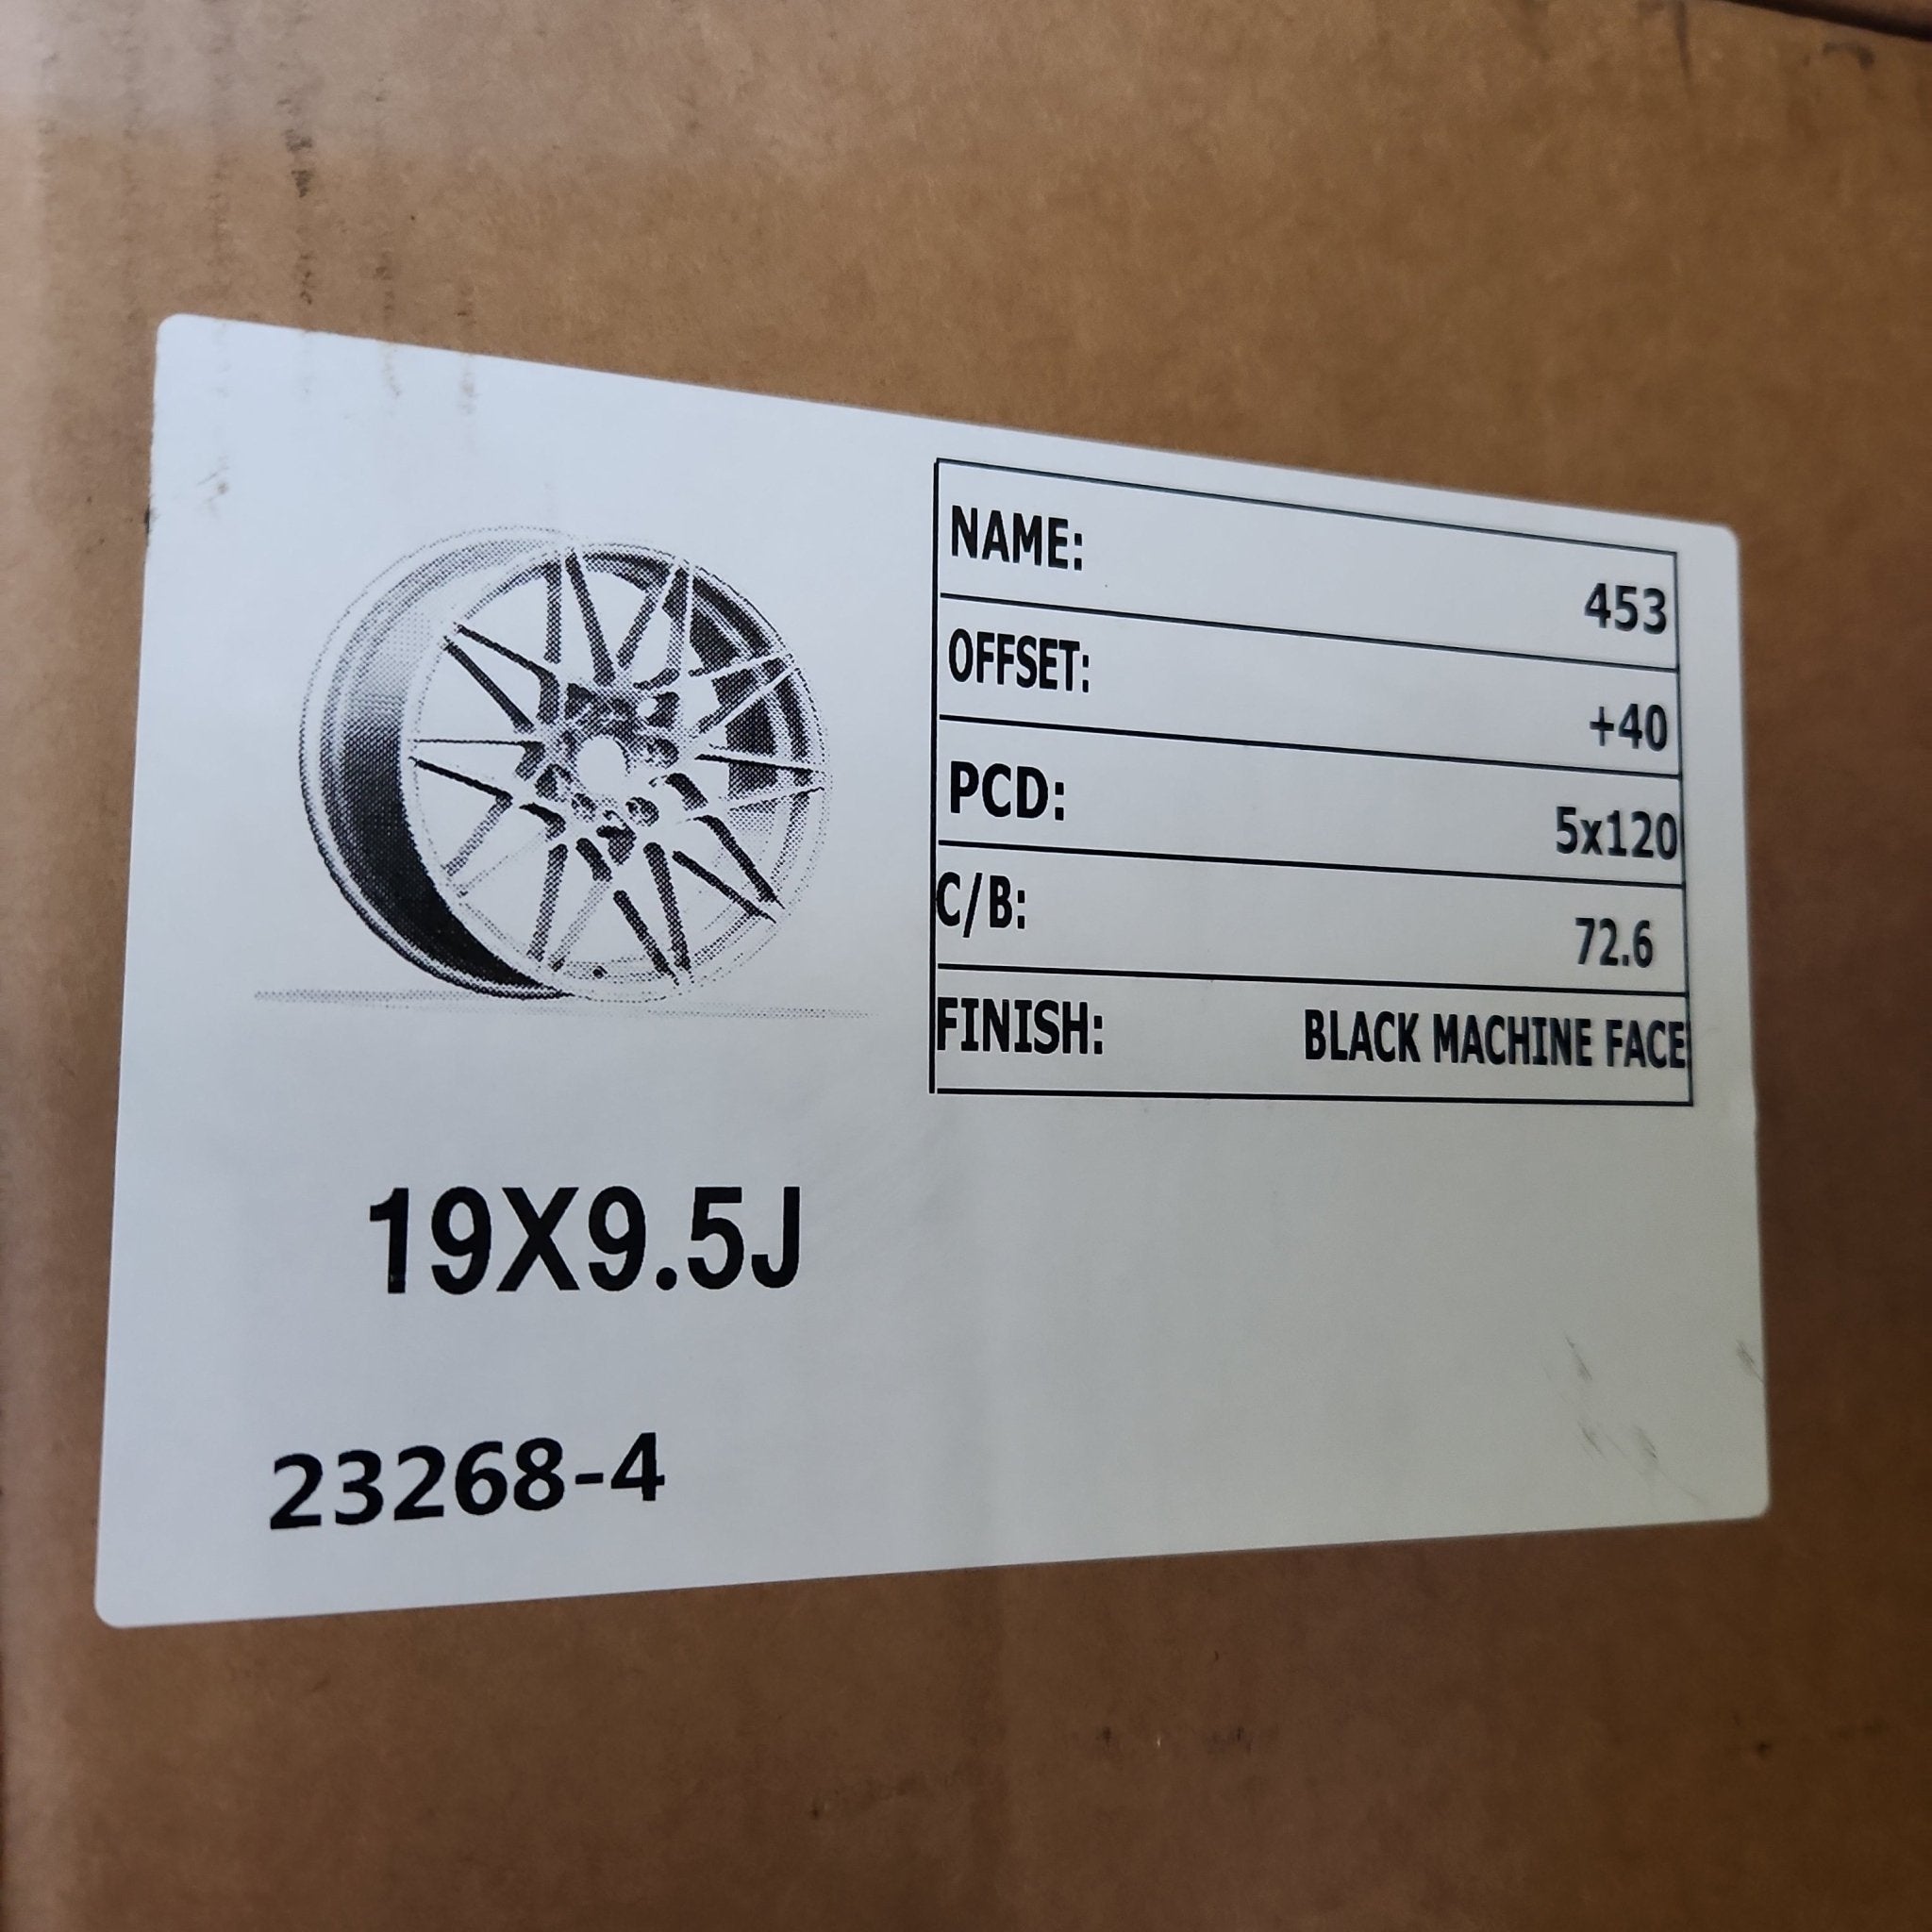 NAME: 453
OFFSET: +40
PCD: 5x120
C/B: 72.6
FINISH: BLACK MACHINE FACE
19X9.5J
23268-4